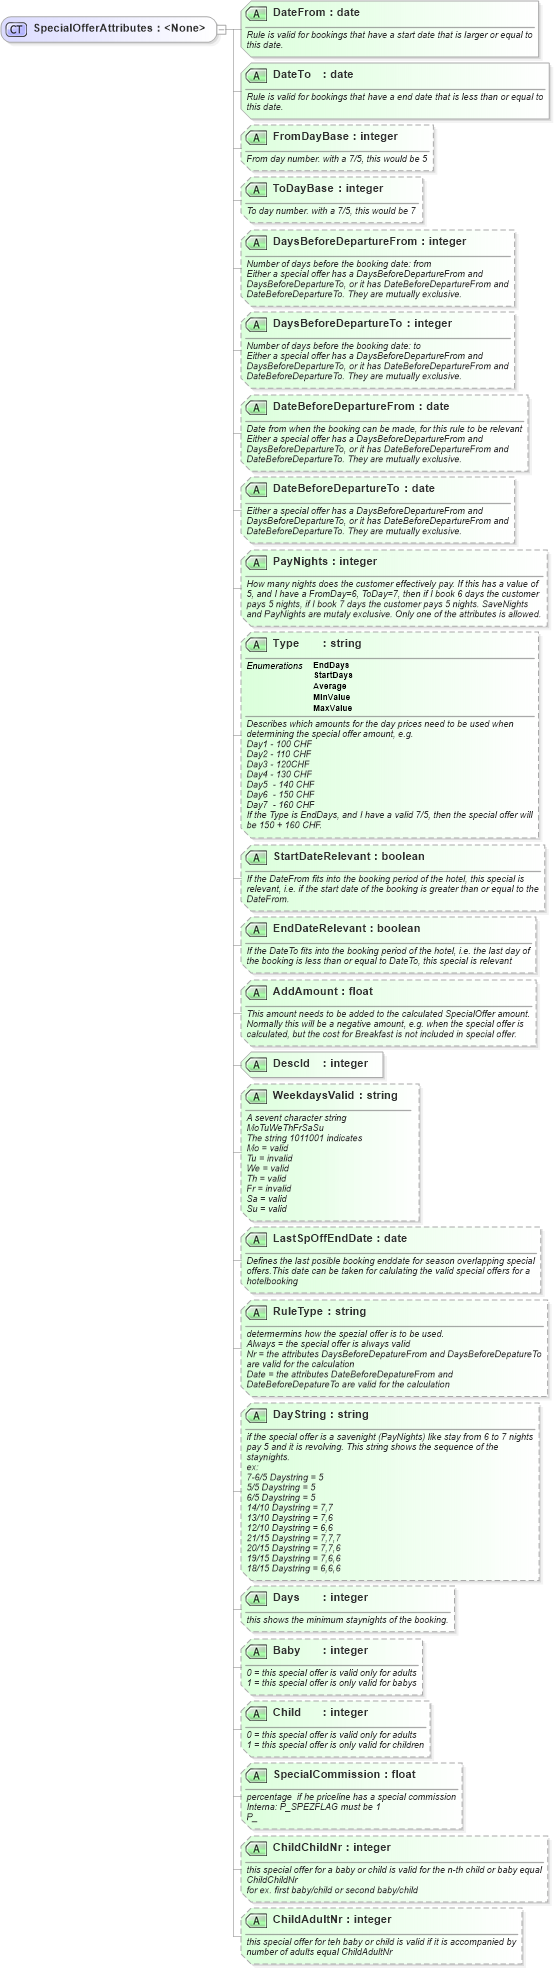 CT SpecialOfferAttributes : <None>
A DateFrom : date
Rule is valid for bookings that have a start date that is larger or equal to
this date.
A DateTo : date
Rule is valid for bookings that have a end date that is less than or equal to
this date.
A FromDayBase : integer
From day number. with a 7/5, this would be 5
A ToDayBase : integer
To day number. with a 7/5, this would be 7
A DaysBeforeDepartureFrom : integer
Number of days before the booking date: from
Either a special offer has a DaysBeforeDepartureFrom and
DaysBeforeDepartureTo, or it has DateBeforeDepartureFrom and
DateBeforeDepartureTo. They are mutually exclusive.
A DaysBeforeDepartureTo : integer
Number of days before the booking date: to
Either a special offer has a DaysBeforeDepartureFrom and
DaysBeforeDepartureTo, or it has DateBeforeDepartureFrom and
DateBeforeDepartureTo. They are mutually exclusive.
A DateBeforeDepartureFrom : date
Date from when the booking can be made, for this rule to be relevant
Either a special offer has a DaysBeforeDepartureFrom and
DaysBeforeDepartureTo, or it has DateBeforeDepartureFrom and
DateBeforeDepartureTo. They are mutually exclusive.
A DateBeforeDepartureTo : date
Either a special offer has a DaysBeforeDepartureFrom and
DaysBeforeDepartureTo, or it has DateBeforeDepartureFrom and
DateBeforeDepartureTo. They are mutually exclusive.
A PayNights : integer
How many nights does the customer effectively pay. If this has a value of
5, and I have a FromDay=6, ToDay=7, then if I book 6 days the customer
pays 5 nights, if I book 7 days the customer pays 5 nights. SaveNights
and PayNights are mutaly exclusive. Only one of the attributes is allowed.
A Type : string
Enumerations EndDays
StartDays
Average
MinValue
MaxValue
Describes which amounts for the day prices need to be used when
determining the special offer amount, e.g.
Day1 - 100 CHF
Day2 - 110 CHF
Day3 - 120CHF
Day4 - 130 CHF
Day5 - 140 CHF
Day6 - 150 CHF
Day7 - 160 CHF
If the Type is EndDays, and I have a valid 7/5, then the special offer will
be 150 + 160 CHF.
A StartDateRelevant : boolean
If the DateFrom fits into the booking period of the hotel, this special is
relevant, i.e. if the start date of the booking is greater than or equal to the
DateFrom.
A EndDateRelevant : boolean
If the DateTo fits into the booking period of the hotel, i.e. the last day of
the booking is less than or equal to DateTo, this special is relevant
A AddAmount : float
This amount needs to be added to the calculated SpecialOffer amount.
Normally this will be a negative amount, e.g. when the special offer is
calculated, but the cost for Breakfast is not included in special offer.
A DescId : integer
A WeekdaysValid : string
A sevent character string
MoTuWeThFrSaSu
The string 1011001 indicates
Mo = valid
Tu = invalid
We = valid
Th = valid
Fr = invalid
Sa = valid
Su = valid
A LastSpOffEndDate : date
Defines the last posible booking enddate for season overlapping special
offers.This date can be taken for calulating the valid special offers for a
hotelbooking
A RuleType : string
determermins how the spezial offer is to be used.
Always = the special offer is always valid
Nr = the attributes DaysBeforeDepatureFrom and DaysBeforeDepatureTo
are valid for the calculation
Date = the attributes DateBeforeDepatureFrom and
DateBeforeDepatureTo are valid for the calculation
A DayString : string
if the special offer is a savenight (PayNights) like stay from 6 to 7 nights
pay 5 and it is revolving. This string shows the sequence of the
staynights.
ex:
7-6/5 Daystring = 5
5/5 Daystring = 5
6/5 Daystring = 5
14/10 Daystring = 7,7
13/10 Daystring = 7,6
12/10 Daystring = 6,6
21/15 Daystring = 7,7,7
20/15 Daystring = 7,7,6
19/15 Daystring = 7,6,6
18/15 Daystring = 6,6,6
A Days : integer
this shows the minimum staynights of the booking.
A Baby : integer
0 = this special offer is valid only for adults
1 = this special offer is only valid for babys
A Child : integer
0 = this special offer is valid only for adults
1 = this special offer is only valid for children
A SpecialCommission : float
percentage if he priceline has a special commission
Interna: P_SPEZFLAG must be 1
P_
A ChildChildNr : integer
this special offer for a baby or child is valid for the n-th child or baby equal
ChildChildNr
for ex. first baby/child or second baby/child
A ChildAdultNr : integer
this special offer for teh baby or child is valid if it is accompanied by
number of adults equal ChildAdultNr